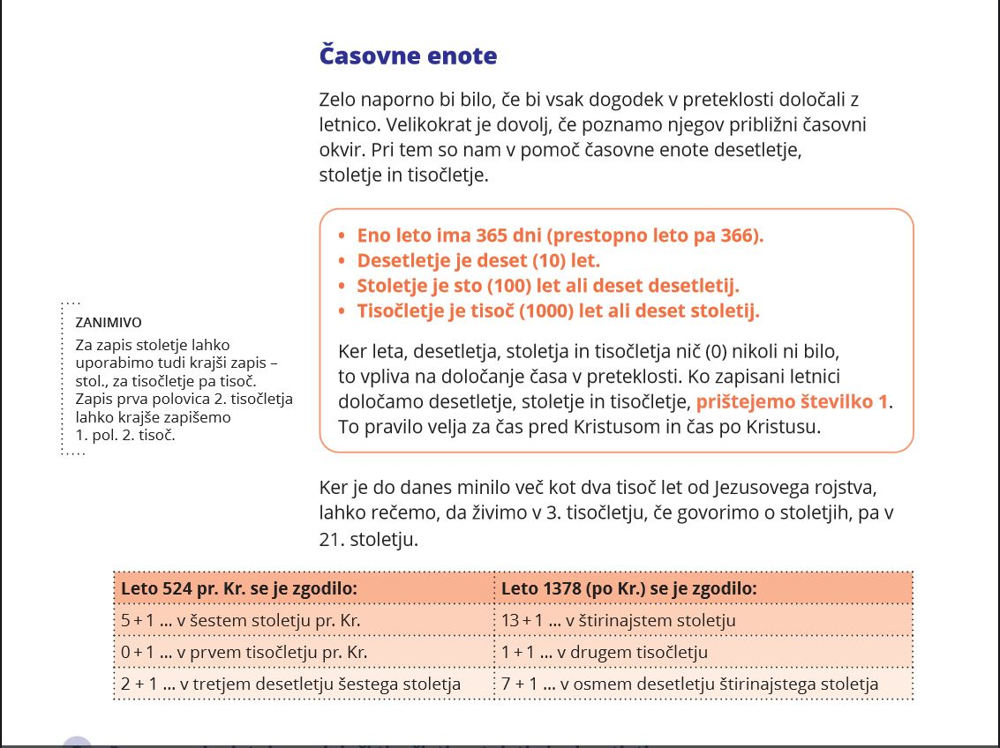 Časovne enote
Zelo naporno bi bilo, če bi vsak dogodek v preteklosti določali z
letnico. Velikokrat je dovolj, če poznamo njegov približni časovni
okvir. Pri tem so nam v pomoč časovne enote desetletje,
stoletje in tisočletje.
• Eno leto ima 365 dni (prestopno leto pa 366).
• Desetletje je deset (10) let.
• Stoletje je sto (100) let ali deset desetletij.
• Tisočletje je tisoč (1000) let ali deset stoletij.
Ker leta, desetletja, stoletja in tisočletja nič (0) nikoli ni bilo,
to vpliva na določanje časa v preteklosti. Ko zapisani letnici
določamo desetletje, stoletje in tisočletje, prištejemo številko 1.
To pravilo velja za čas pred Kristusom in čas po Kristusu.
ZANIMIVO
Za zapis stoletje lahko
uporabimo tudi krajši zapis –
stol., za tisočletje pa tisoč.
Zapis prva polovica 2. tisočletja
lahko krajše zapišemo
1. pol. 2. tisoč.
Ker je do danes minilo več kot dva tisoč let od Jezusovega rojstva,
lahko rečemo, da živimo v 3. tisočletju, če govorimo o stoletjih, pa v
21. stoletju.
Leto 524 pr. Kr. se je zgodilo: Leto 1378 (po Kr.) se je zgodilo:
5 + 1 ... v šestem stoletju pr. Kr. 13 + 1 ... v štirinajstem stoletju
0 + 1 ... v prvem tisočletju pr. Kr. 1 + 1 ... v drugem tisočletju
2 + 1 ... v tretjem desetletju šestega stoletja 7 + 1 ... v osmem desetletju štirinajstega stoletja